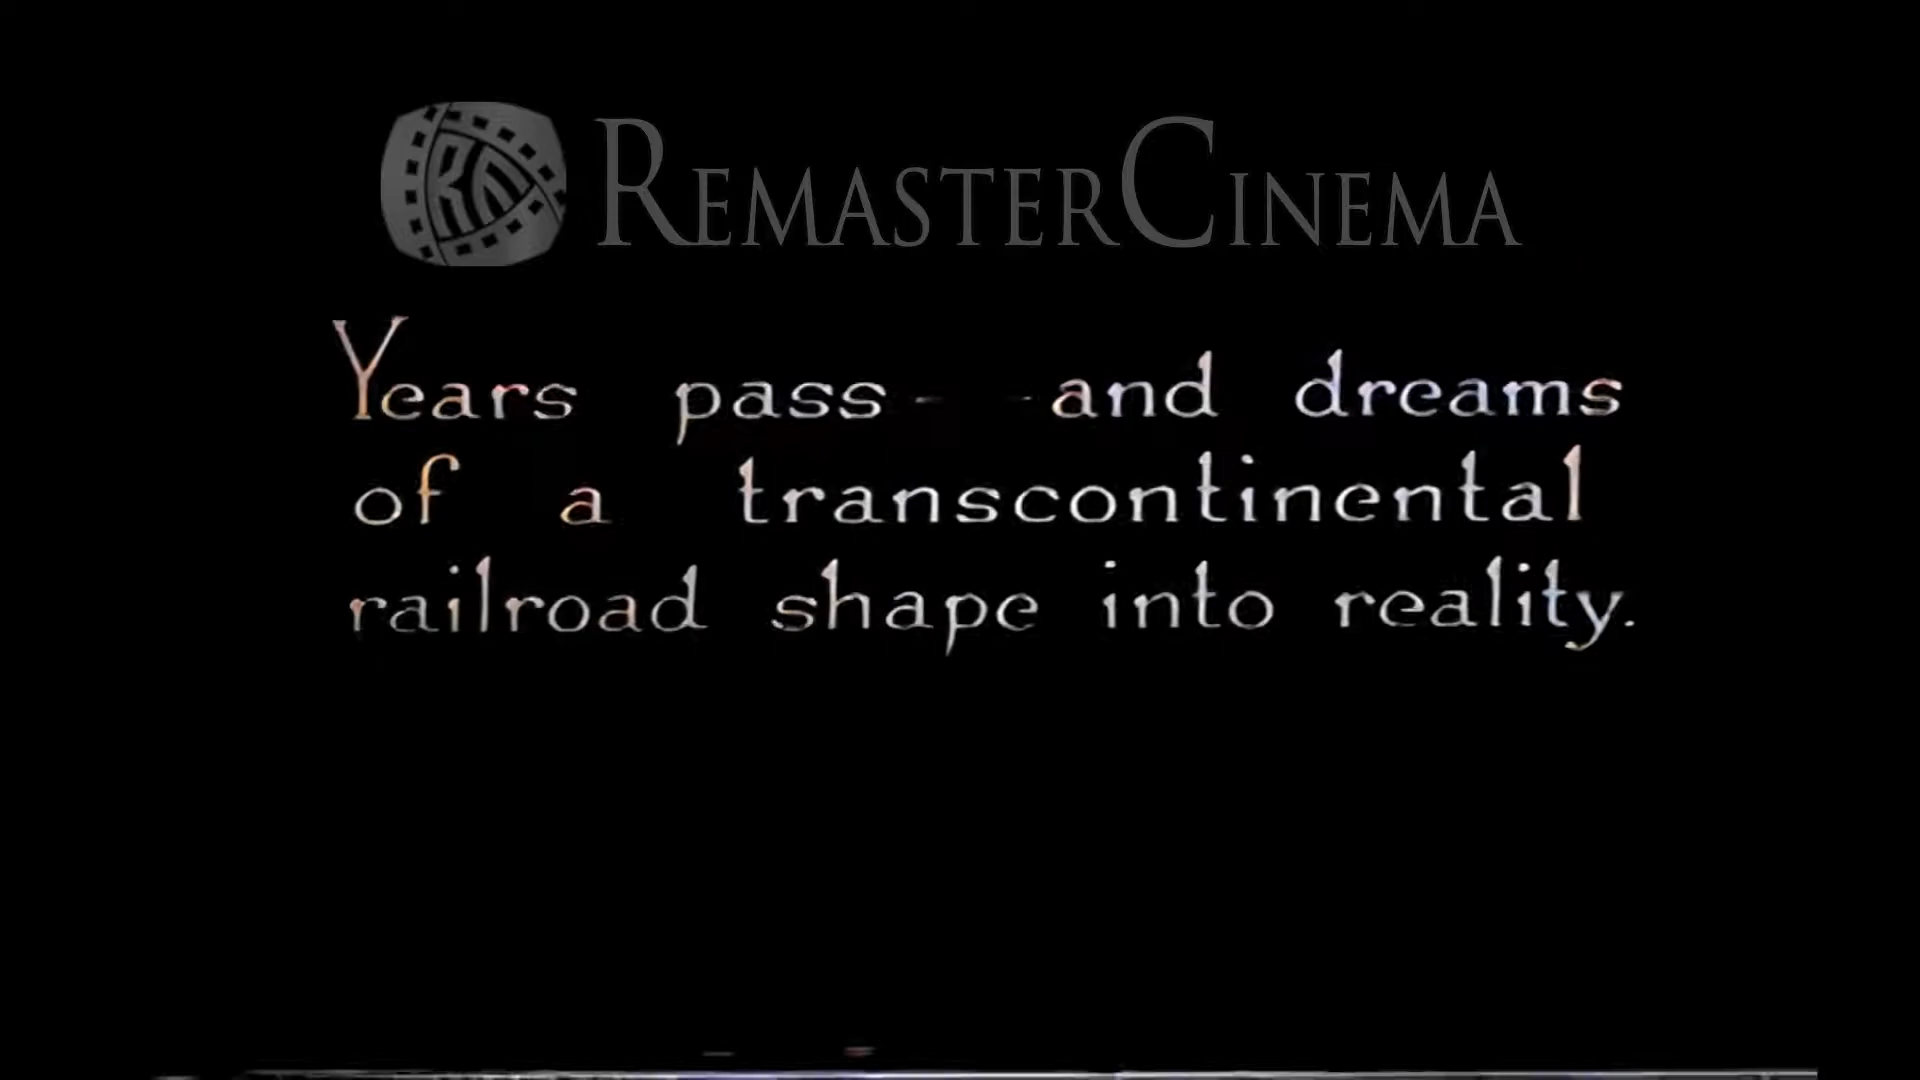 REMASTERCINEMA
Years pass - - and dreams
of a transcontinental
railroad shape into reality.